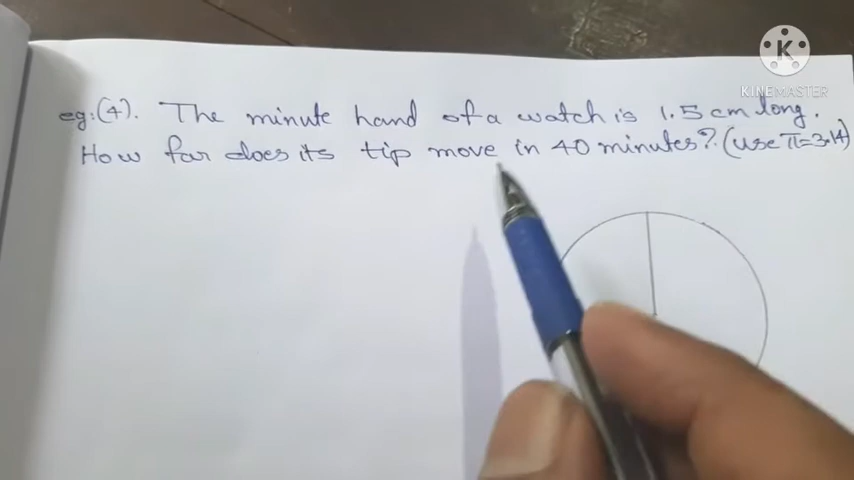 KINEMASTER
eg:(4). The minute hand of a watch is 1.5 cm long.
How far does its tip move in 40 minutes? (Use π=3.14)